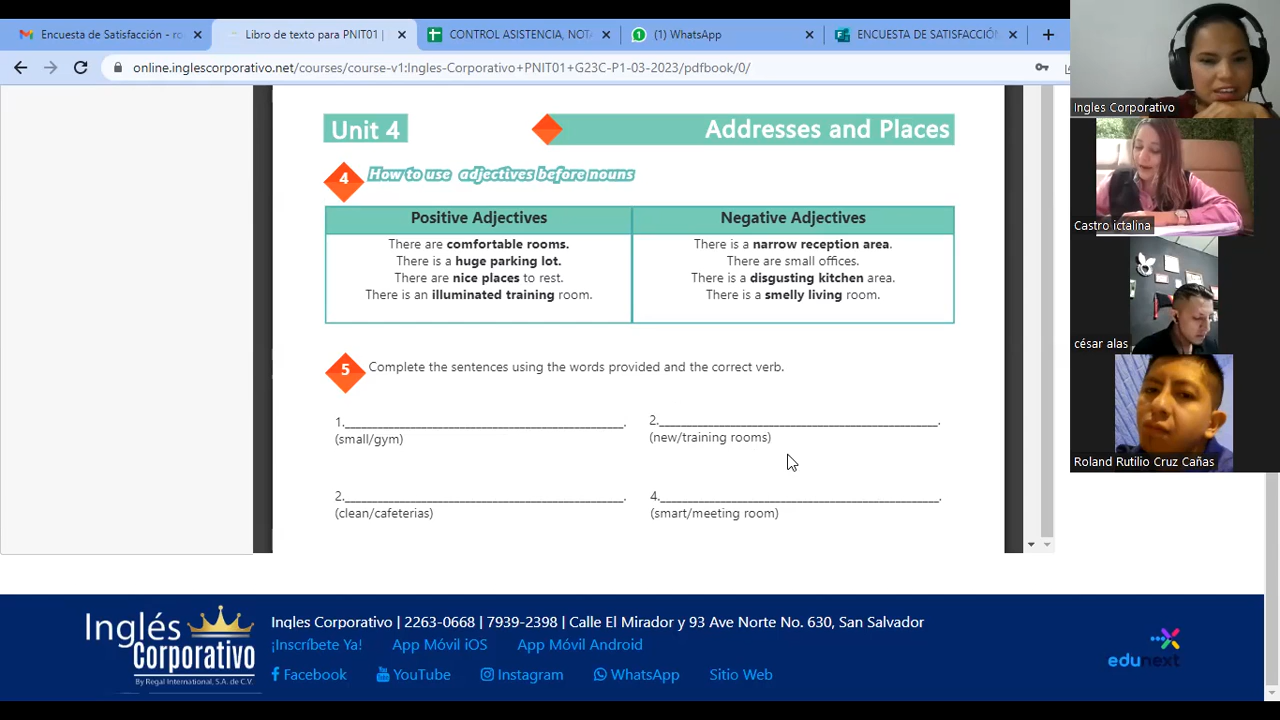 Encuesta de Satisfacción - ro
Libro de texto para PNIT01 |
CONTROL ASISTENCIA, NOTA
(1) WhatsApp
ENCUESTA DE SATISFACCIÓN
online.inglescorporativo.net/courses/course-v1:Ingles-Corporativo+PNIT01+G23C-P1-03-2023/pdfbook/0/
Ingles Corporativo
Castro ictalina
césar alas
Roland Rutilio Cruz Cañas
Unit 4
Addresses and Places
4 How to use adjectives before nouns
Positive Adjectives
There are comfortable rooms.
There is a huge parking lot.
There are nice places to rest.
There is an illuminated training room.
Negative Adjectives
There is a narrow reception area.
There are small offices.
There is a disgusting kitchen area.
There is a smelly living room.
5 Complete the sentences using the words provided and the correct verb.
1.________________________________.
(small/gym)
2.________________________________.
(new/training rooms)
2.________________________________.
(clean/cafeterias)
4.________________________________.
(smart/meeting room)
Inglés
Corporativo
By Regal International, S.A. de C.V.
Ingles Corporativo | 2263-0668 | 7939-2398 | Calle El Mirador y 93 Ave Norte No. 630, San Salvador
¡Inscríbete Ya! App Móvil iOS App Móvil Android
Facebook YouTube Instagram WhatsApp Sitio Web
edunext